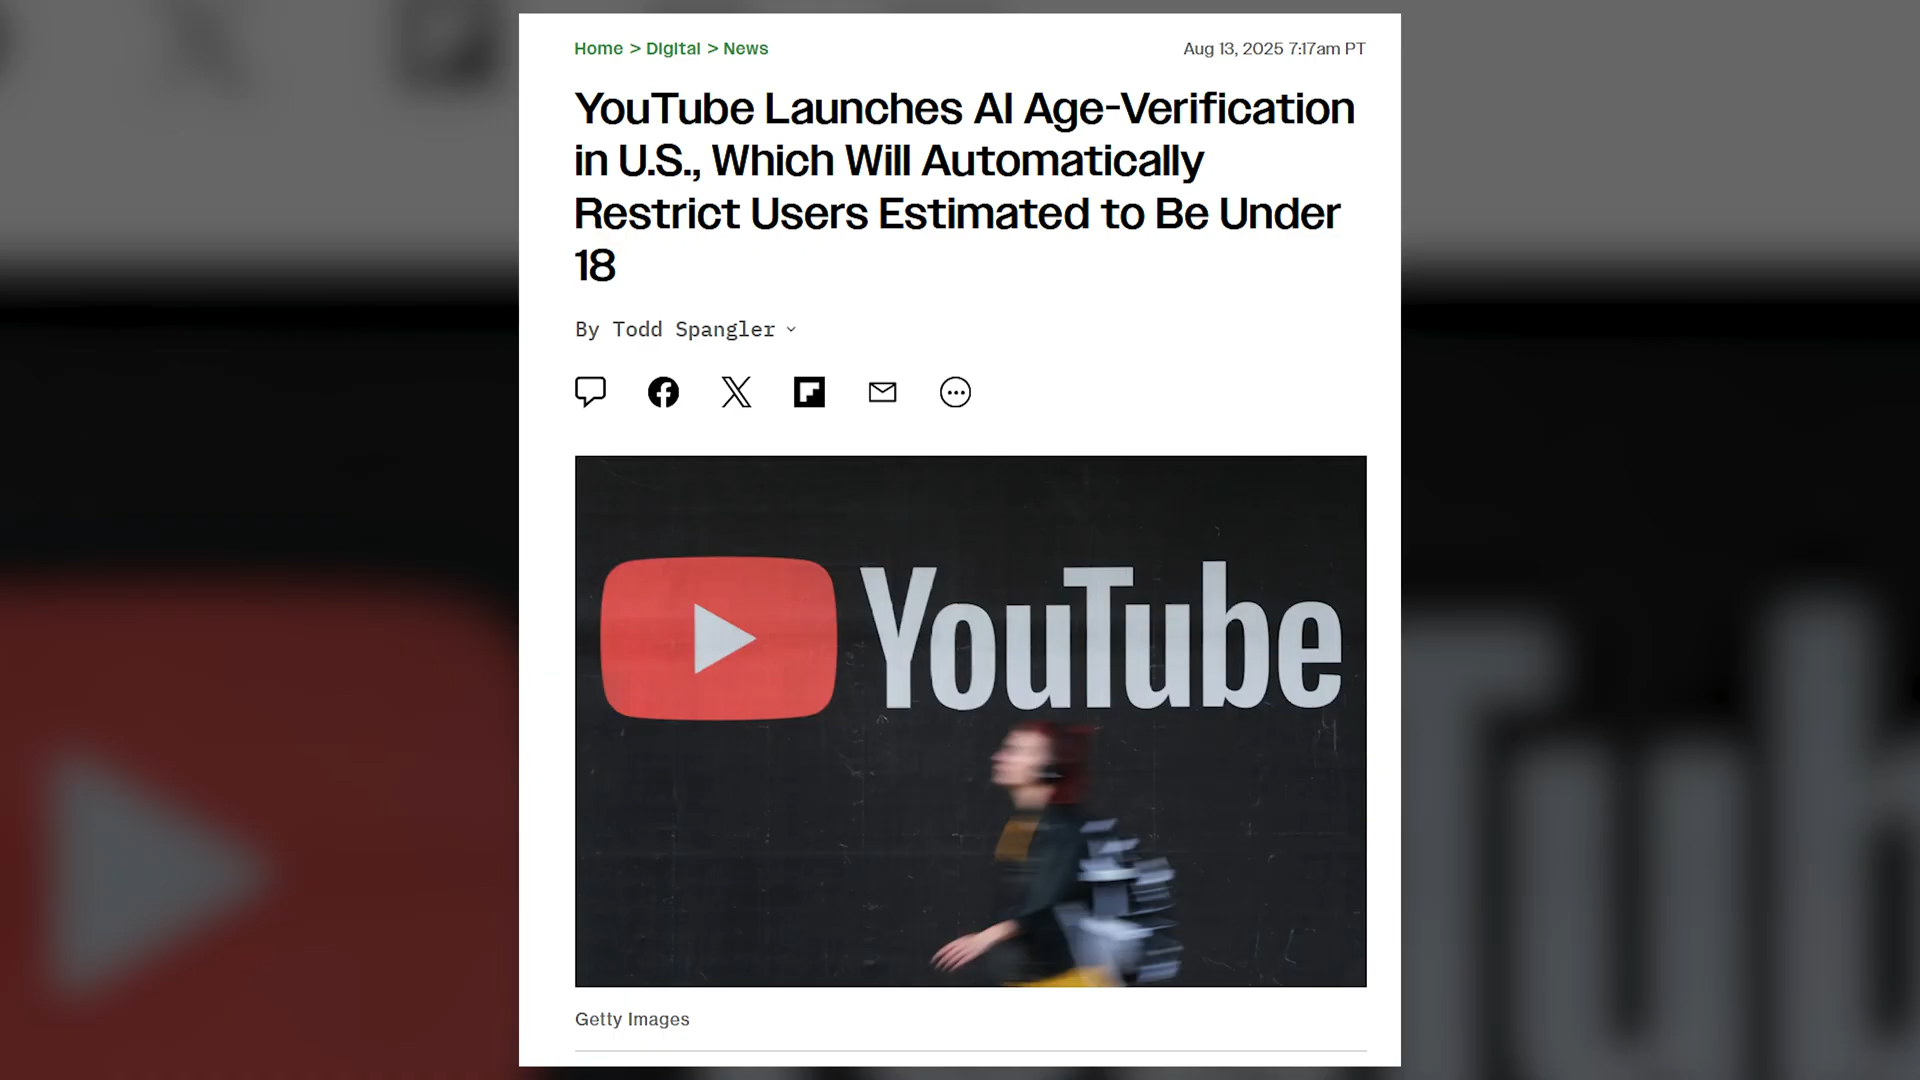 Home > Digital > News
Aug 13, 2025 7:17am PT
YouTube Launches AI Age-Verification
in U.S., Which Will Automatically
Restrict Users Estimated to Be Under
18
By Todd Spangler
YouTube
Getty Images